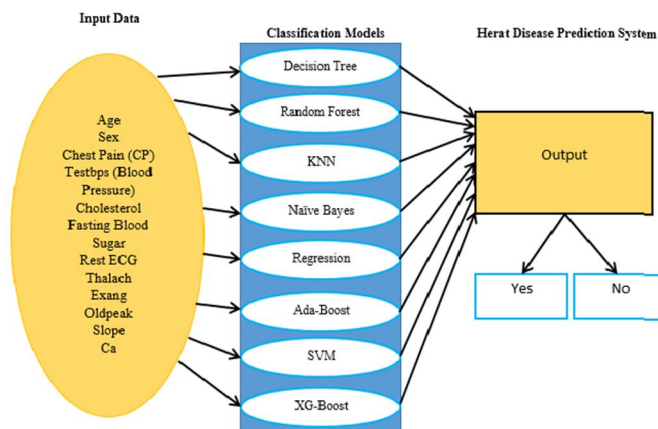 Input Data
Classification Models
Herat Disease Prediction System
Age
Sex
Chest Pain (CP)
Testbps (Blood
Pressure)
Cholesterol
Fasting Blood
Sugar
Rest ECG
Thalach
Exang
Oldpeak
Slope
Ca
Decision Tree
Random Forest
KNN
Naïve Bayes
Regression
Ada-Boost
SVM
XG-Boost
Output
Yes
No